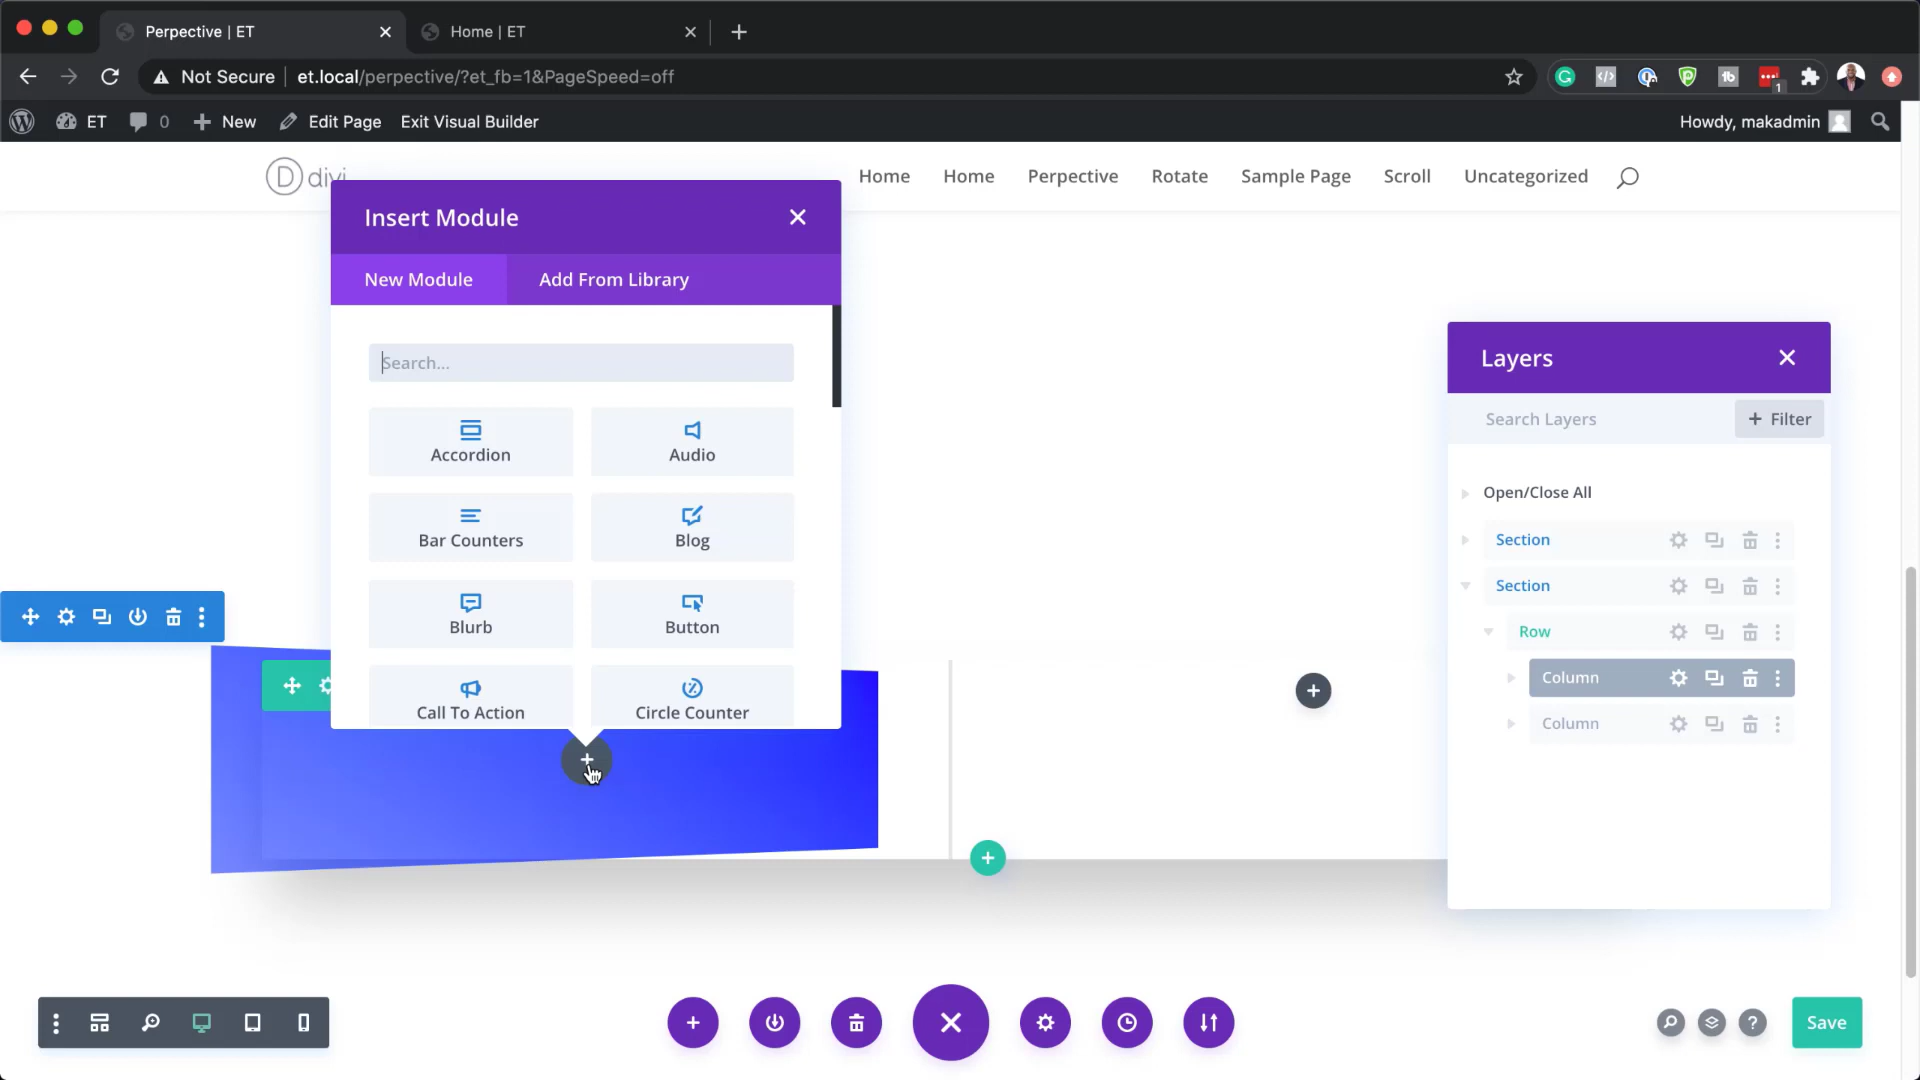 Perpective | ET
Home | ET
Not Secure
et.local/perpective/?et_fb=1&PageSpeed=off
1
ET
0
New
Edit Page
Exit Visual Builder
Howdy, makadmin
D divi
Home
Home
Perpective
Rotate
Sample Page
Scroll
Uncategorized
Insert Module
New Module
Add From Library
Search...
Accordion
Audio
Bar Counters
Blog
Blurb
Button
Call To Action
Circle Counter
Layers
Search Layers
+ Filter
Open/Close All
Section
Section
Row
Column
Column
Save